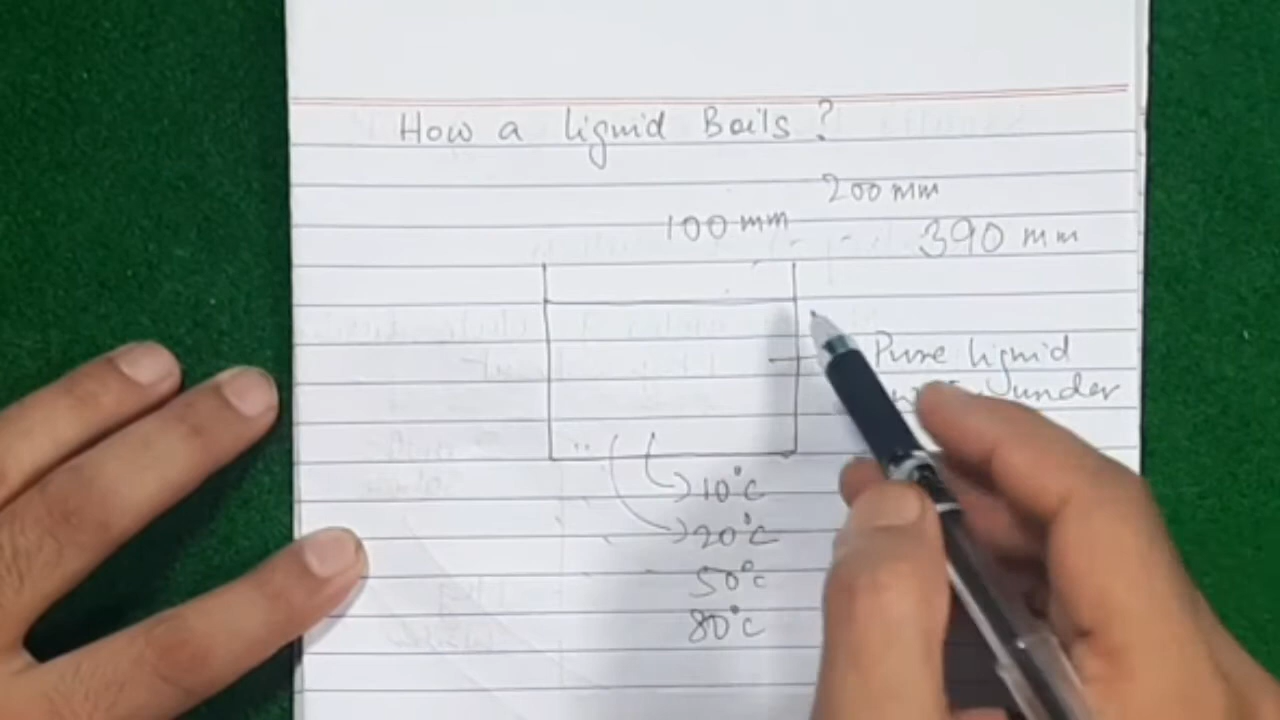 How a liquid Boils?
200 mm
100 mm
390 mm
Pure liquid
under
10°C
20°C
50°C
80°C